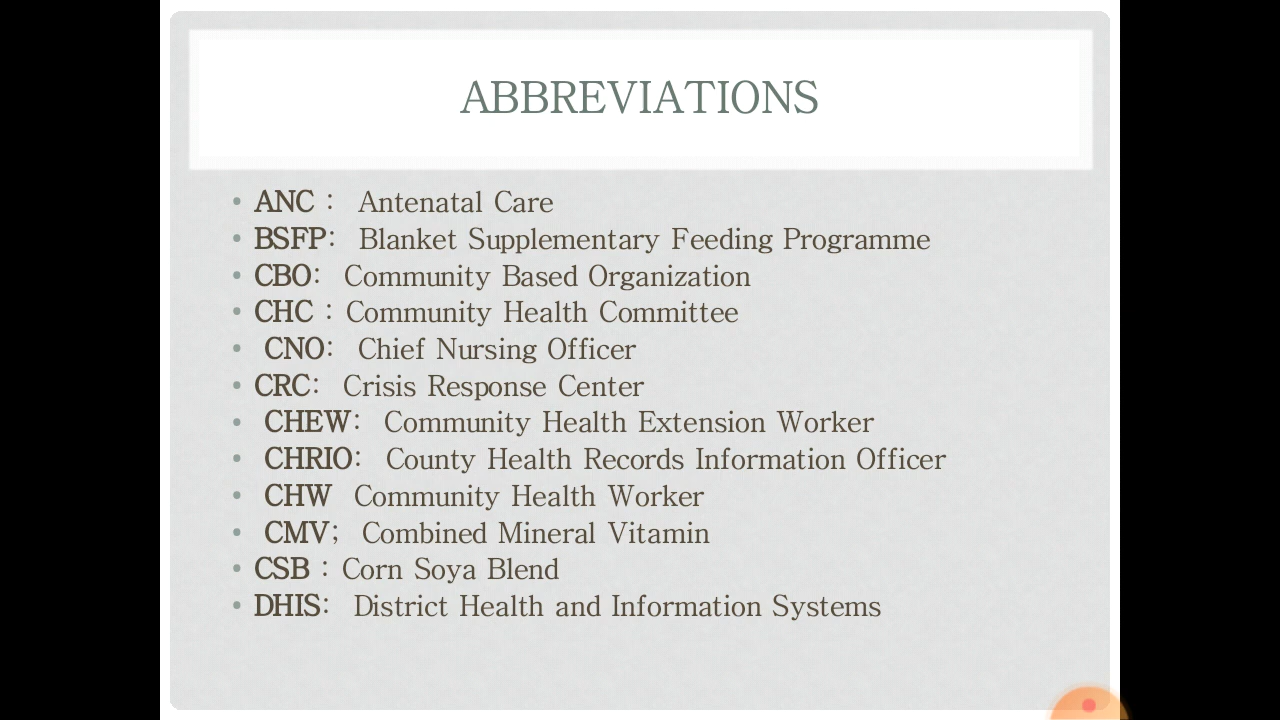 ABBREVIATIONS
• ANC : Antenatal Care
• BSFP: Blanket Supplementary Feeding Programme
• CBO: Community Based Organization
• CHC : Community Health Committee
• CNO: Chief Nursing Officer
• CRC: Crisis Response Center
• CHEW: Community Health Extension Worker
• CHRIO: County Health Records Information Officer
• CHW Community Health Worker
• CMV; Combined Mineral Vitamin
• CSB : Corn Soya Blend
• DHIS: District Health and Information Systems